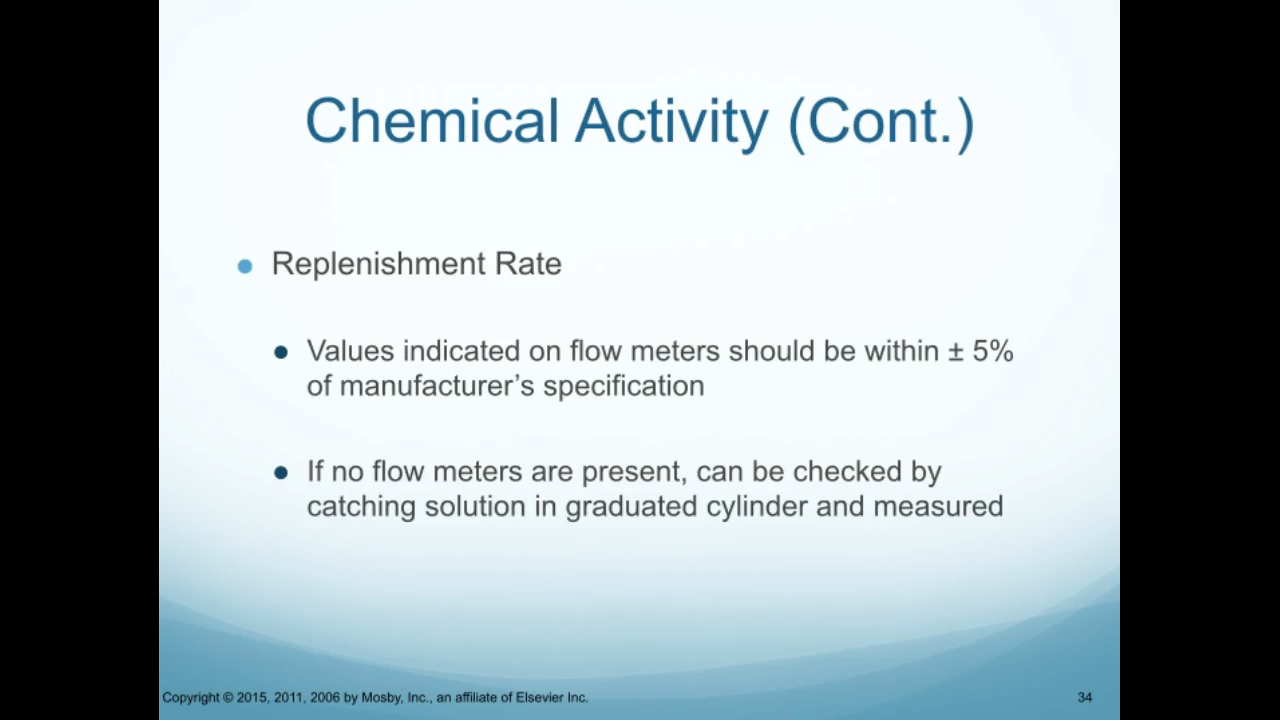 Chemical Activity (Cont.)
Replenishment Rate
Values indicated on flow meters should be within ± 5%
of manufacturer’s specification
If no flow meters are present, can be checked by
catching solution in graduated cylinder and measured
Copyright © 2015, 2011, 2006 by Mosby, Inc., an affiliate of Elsevier Inc.
34